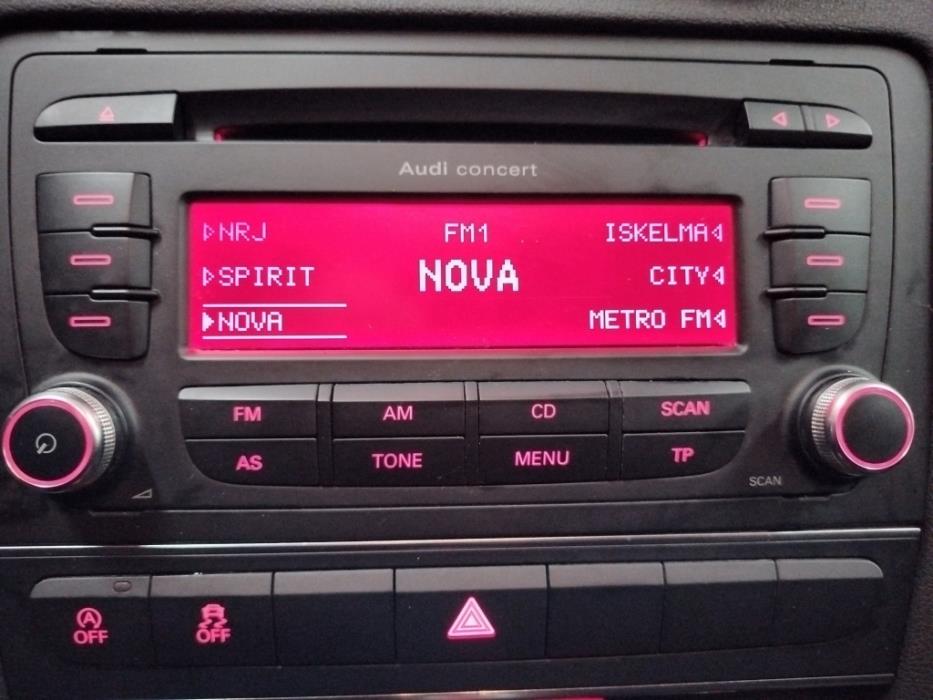 Audi concert
NRJ FM1 ISKELMA
SPIRIT NOVA CITY
NOVA METRO FM
FM AM CD SCAN
AS TONE MENU TP
SCAN
A OFF OFF